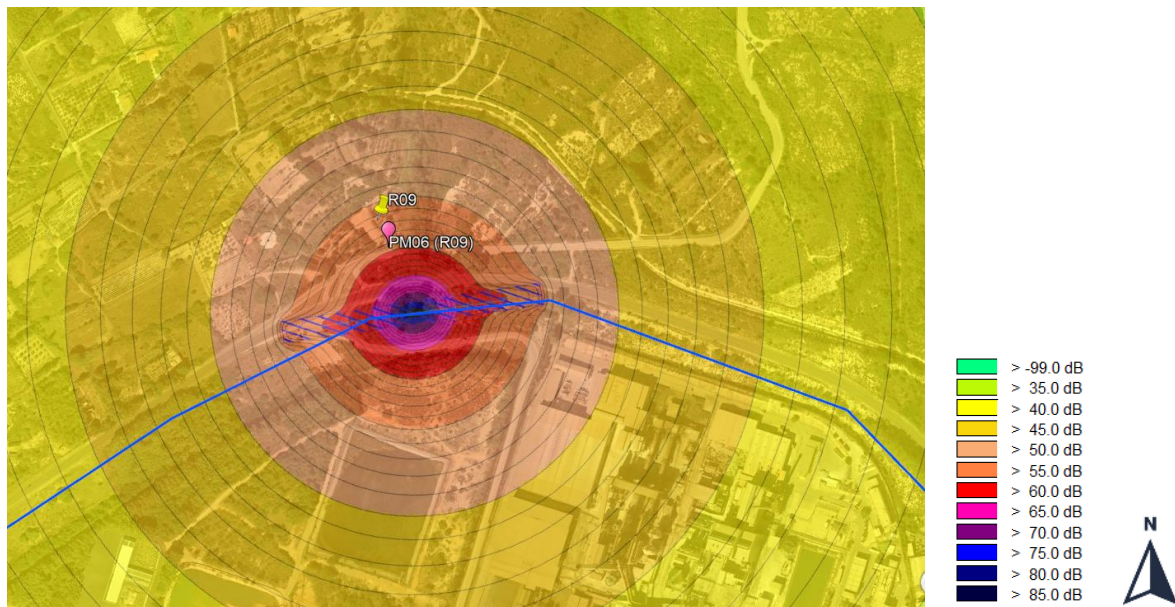 R09
PM06 (R09)
> -99.0 dB
> 35.0 dB
> 40.0 dB
> 45.0 dB
> 50.0 dB
> 55.0 dB
> 60.0 dB
> 65.0 dB
> 70.0 dB
> 75.0 dB
> 80.0 dB
> 85.0 dB
N